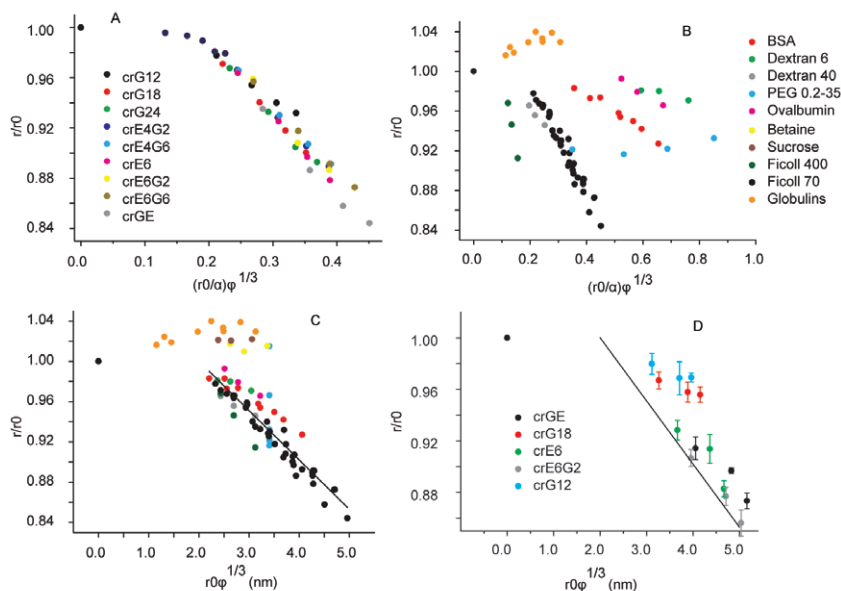 A
r/r0
1.00
0.96
0.92
0.88
0.84
crG12
crG18
crG24
crE4G2
crE4G6
crE6
crE6G2
crE6G6
crGE
0.0 0.1 0.2 0.3 0.4
(r0/α)φ 1/3
B
r/r0
1.04
1.00
0.96
0.92
0.88
0.84
BSA
Dextran 6
Dextran 40
PEG 0.2-35
Ovalbumin
Betaine
Sucrose
Ficoll 400
Ficoll 70
Globulins
0.0 0.2 0.4 0.6 0.8 1.0
(r0/α)φ 1/3
C
r/r0
1.04
1.00
0.96
0.92
0.88
0.84
0.0 1.0 2.0 3.0 4.0 5.0
r0φ 1/3 (nm)
D
r/r0
1.00
0.96
0.92
0.88
crGE
crG18
crE6
crE6G2
crG12
0.0 1.0 2.0 3.0 4.0 5.0
r0φ 1/3 (nm)